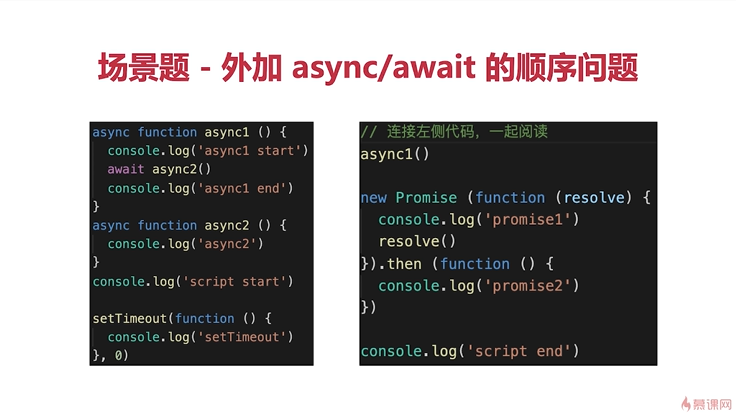 场景题 - 外加 async/await 的顺序问题
async function async1 () {
  console.log('async1 start')
  await async2()
  console.log('async1 end')
}
async function async2 () {
  console.log('async2')
}
console.log('script start')

setTimeout(function () {
  console.log('setTimeout')
}, 0)
// 连接左侧代码，一起阅读
async1()

new Promise (function (resolve) {
  console.log('promise1')
  resolve()
}).then (function () {
  console.log('promise2')
})

console.log('script end')
慕课网